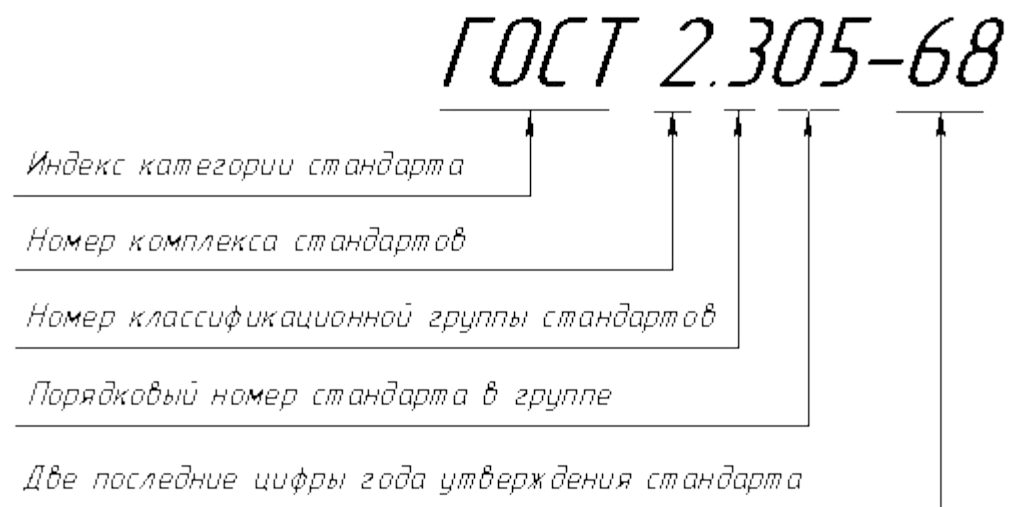 ГОСТ 2.305-68
Индекс категории стандарта
Номер комплекса стандартов
Номер классификационной группы стандартов
Порядковый номер стандарта в группе
Две последние цифры года утверждения стандарта